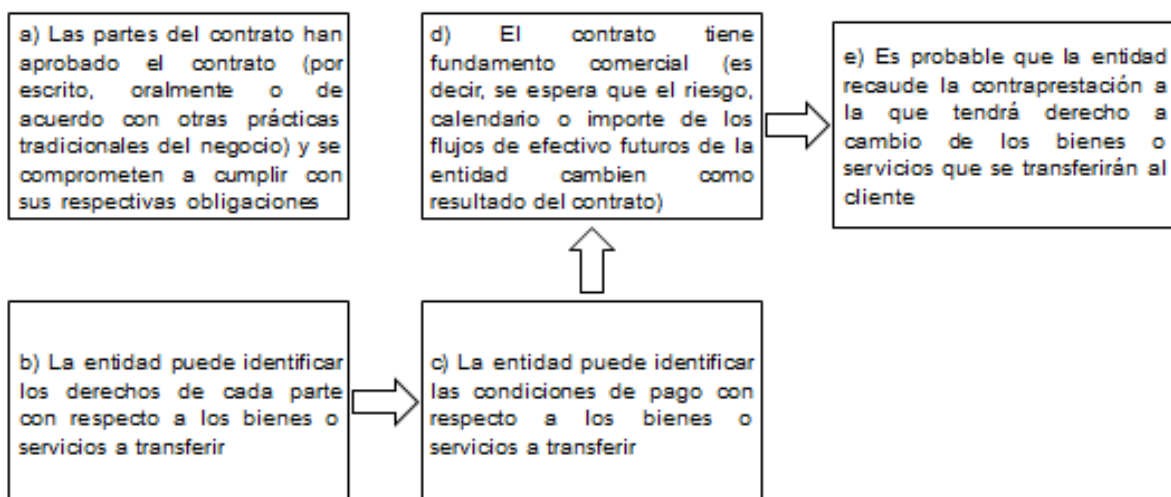 a) Las partes del contrato han
aprobado el contrato (por
escrito, oralmente o de
acuerdo con otras prácticas
tradicionales del negocio) y se
comprometen a cumplir con
sus respectivas obligaciones
b) La entidad puede identificar
los derechos de cada parte
con respecto a los bienes o
servicios a transferir
c) La entidad puede identificar
las condiciones de pago con
respecto a los bienes o
servicios a transferir
d) El contrato tiene
fundamento comercial (es
decir, se espera que el riesgo,
calendario o importe de los
flujos de efectivo futuros de la
entidad cambien como
resultado del contrato)
e) Es probable que la entidad
recaude la contraprestación a
la que tendrá derecho a
cambio de los bienes o
servicios que se transferirán al
cliente